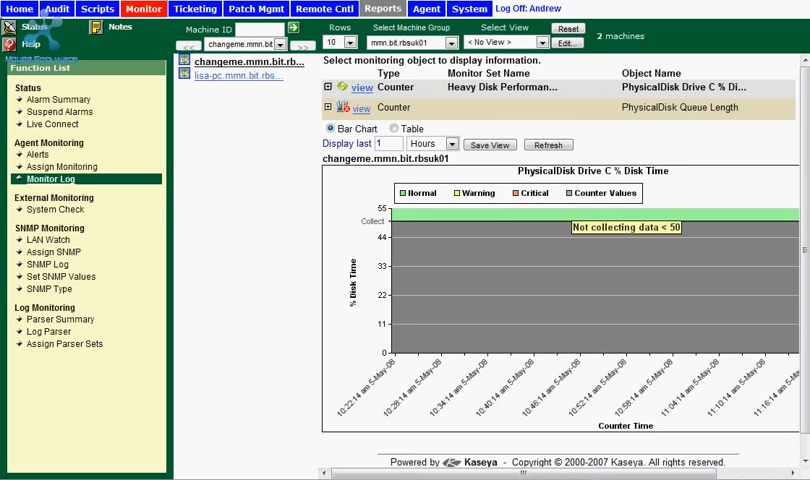 Home Audit Scripts Monitor Ticketing Patch Mgmt Remote Cntl Reports Agent System Log Off: Andrew
Status Notes
Help
Machine ID
<< changeme.mmn.bit >>
Rows
10
Select Machine Group
mmn.bit.rbsuk01
Select View
< No View >
Reset
Edit...
2 machines
Function List
Status
Alarm Summary
Suspend Alarms
Live Connect
Agent Monitoring
Alerts
Assign Monitoring
Monitor Log
External Monitoring
System Check
SNMP Monitoring
LAN Watch
Assign SNMP
SNMP Log
Set SNMP Values
SNMP Type
Log Monitoring
Parser Summary
Log Parser
Assign Parser Sets
changeme.mmn.bit.rb...
lisa-pc.mmn.bit.rbs...
Select monitoring object to display information.
Type Monitor Set Name Object Name
view Counter Heavy Disk Performan... PhysicalDisk Drive C % Di...
view Counter PhysicalDisk Queue Length
Bar Chart Table
Display last 1 Hours Save View Refresh
changeme.mmn.bit.rbsuk01
PhysicalDisk Drive C % Disk Time
Normal Warning Critical Counter Values
55
Collect
44
33
22
11
0
% Disk Time
Not collecting data < 50
10:22:14 am 5-May-08
10:28:14 am 5-May-08
10:34:14 am 5-May-08
10:40:14 am 5-May-08
10:46:14 am 5-May-08
10:52:14 am 5-May-08
10:58:14 am 5-May-08
11:04:14 am 5-May-08
11:10:14 am 5-May-08
11:16:14 am
Counter Time
Powered by Kaseya - Copyright © 2000-2007 Kaseya. All rights reserved.